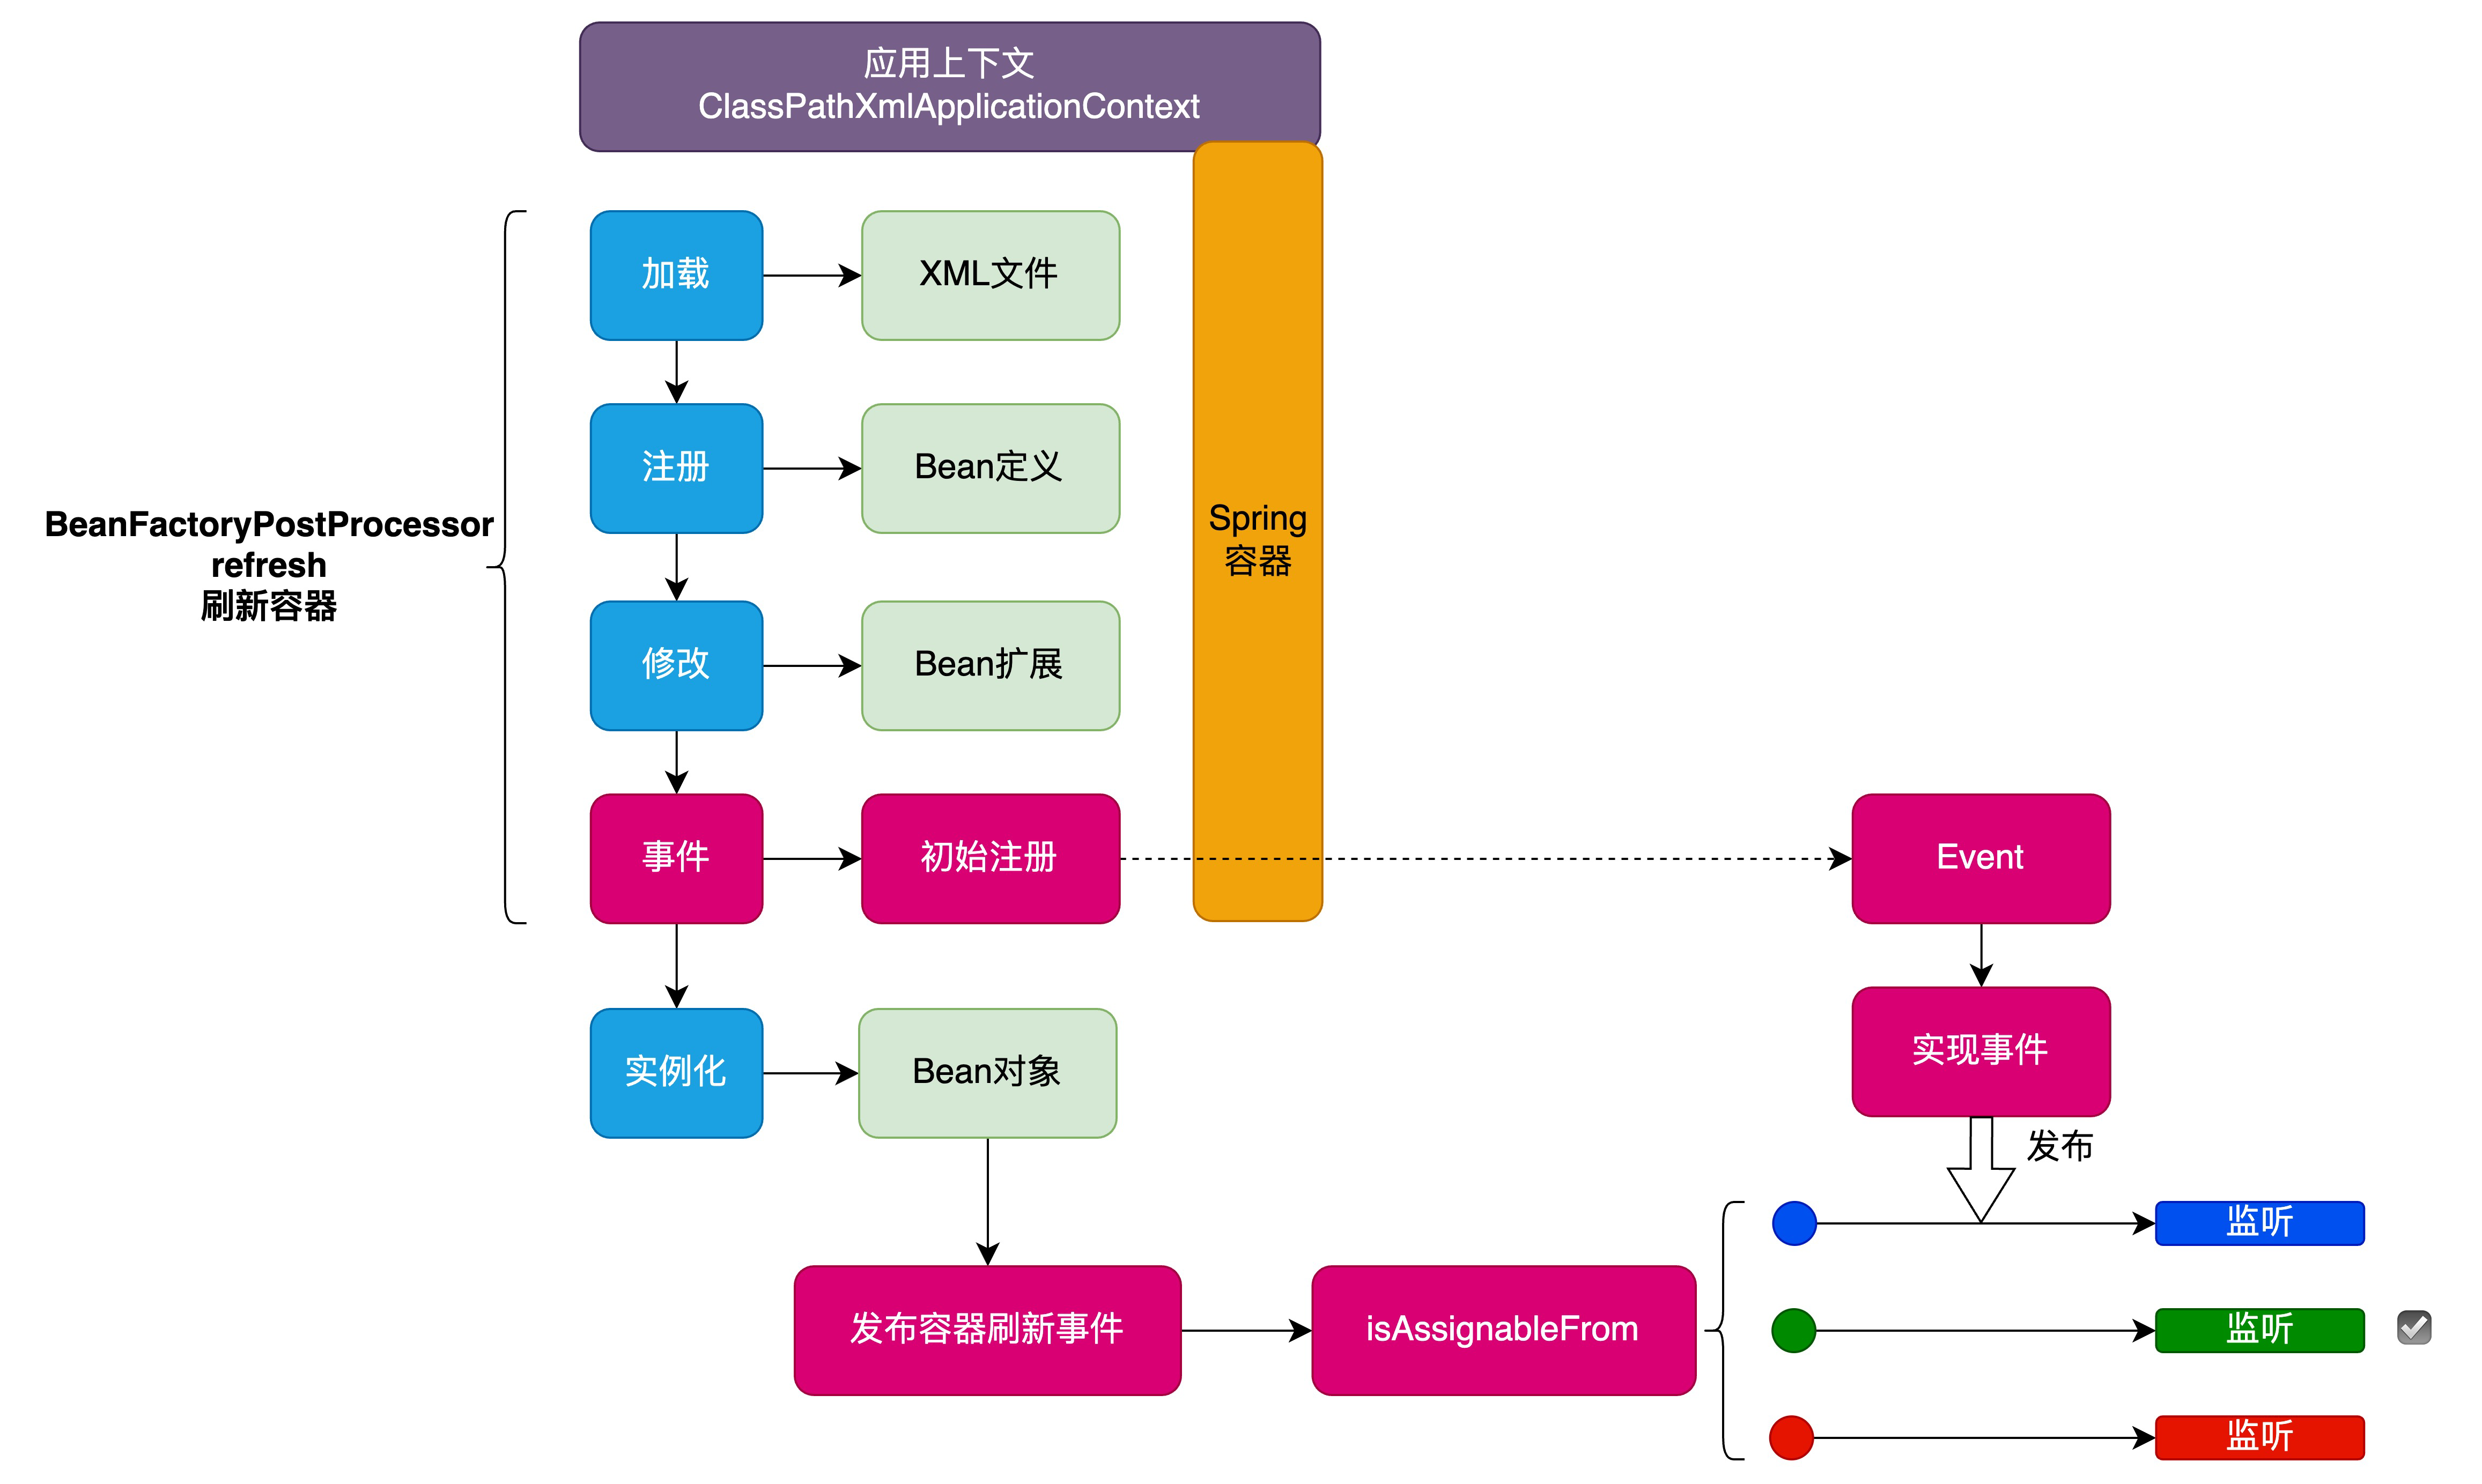 应用上下文
ClassPathXmlApplicationContext
加载
XML文件
注册
Bean定义
BeanFactoryPostProcessor
refresh
刷新容器
Spring
容器
修改
Bean扩展
事件
初始注册
Event
实例化
Bean对象
实现事件
发布
发布容器刷新事件
isAssignableFrom
监听
监听
监听